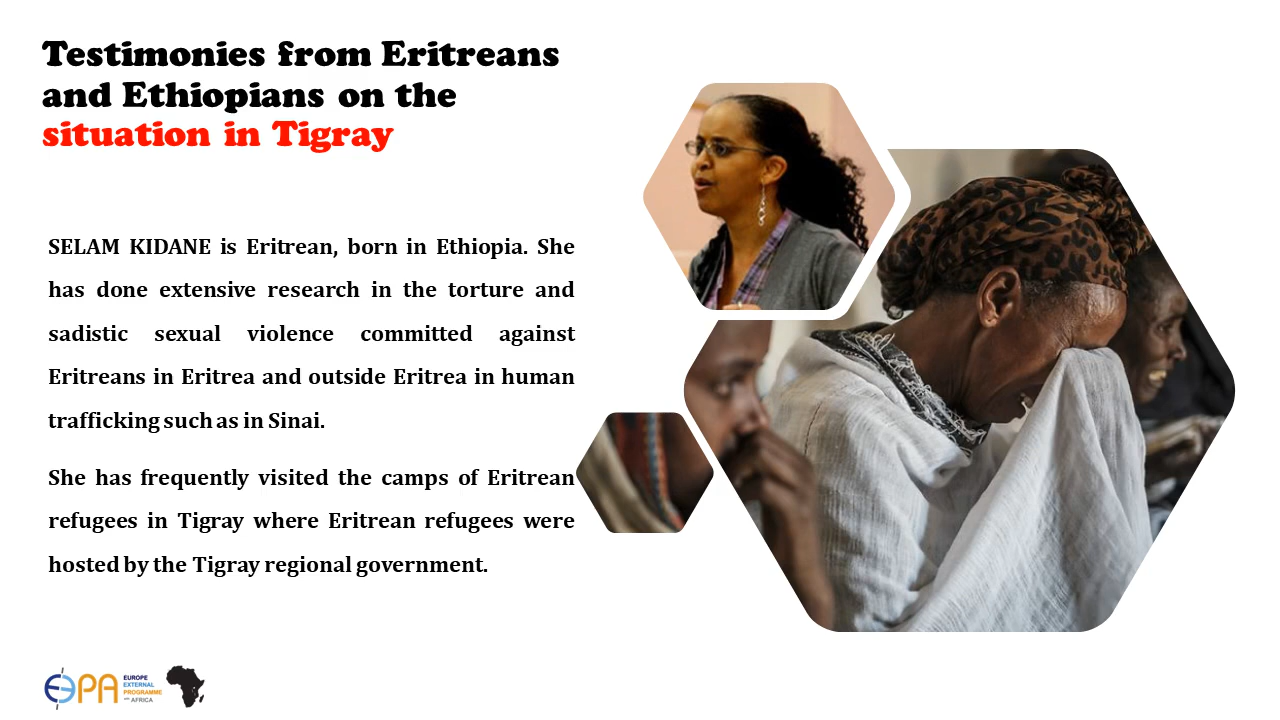 Testimonies from Eritreans
and Ethiopians on the
situation in Tigray
SELAM KIDANE is Eritrean, born in Ethiopia. She
has done extensive research in the torture and
sadistic sexual violence committed against
Eritreans in Eritrea and outside Eritrea in human
trafficking such as in Sinai.
She has frequently visited the camps of Eritrean
refugees in Tigray where Eritrean refugees were
hosted by the Tigray regional government.
EEPA
EUROPE
EXTERNAL
PROGRAMME
with AFRICA